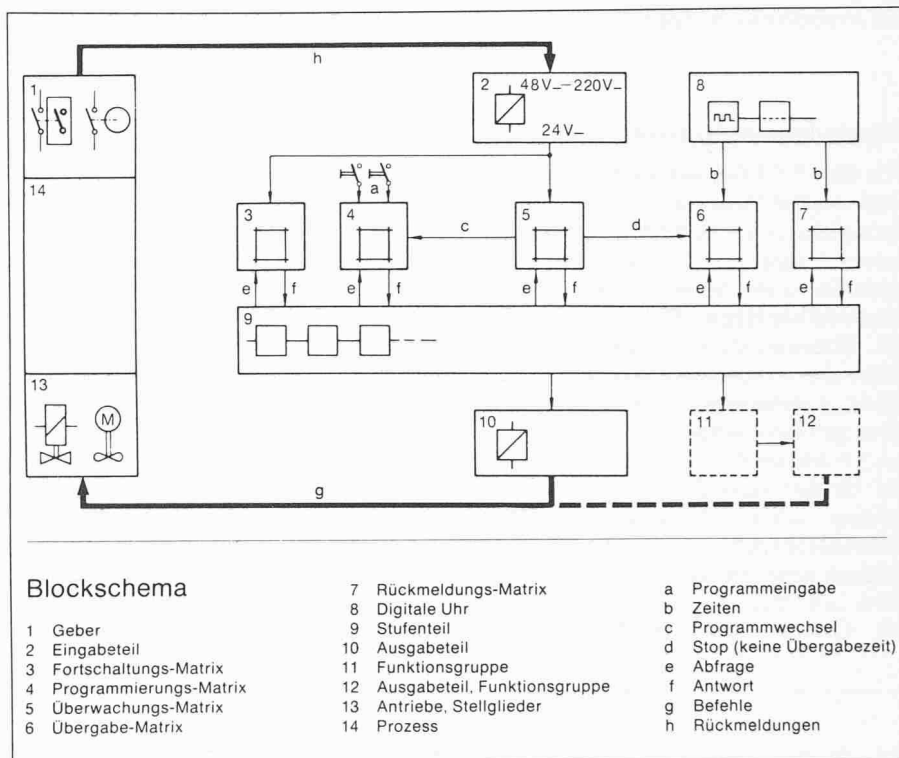 h
1
2 48V_–220V_
24V_
8
14
a
b
b
3
4
5
6
7
c
d
e
f
e
f
e
f
e
f
e
f
9
13
M
10
11
12
g
Blockschema
1 Geber
2 Eingabeteil
3 Fortschaltungs-Matrix
4 Programmierungs-Matrix
5 Überwachungs-Matrix
6 Übergabe-Matrix
7 Rückmeldungs-Matrix
8 Digitale Uhr
9 Stufenteil
10 Ausgabeteil
11 Funktionsgruppe
12 Ausgabeteil, Funktionsgruppe
13 Antriebe, Stellglieder
14 Prozess
a Programmeingabe
b Zeiten
c Programmwechsel
d Stop (keine Übergabezeit)
e Abfrage
f Antwort
g Befehle
h Rückmeldungen